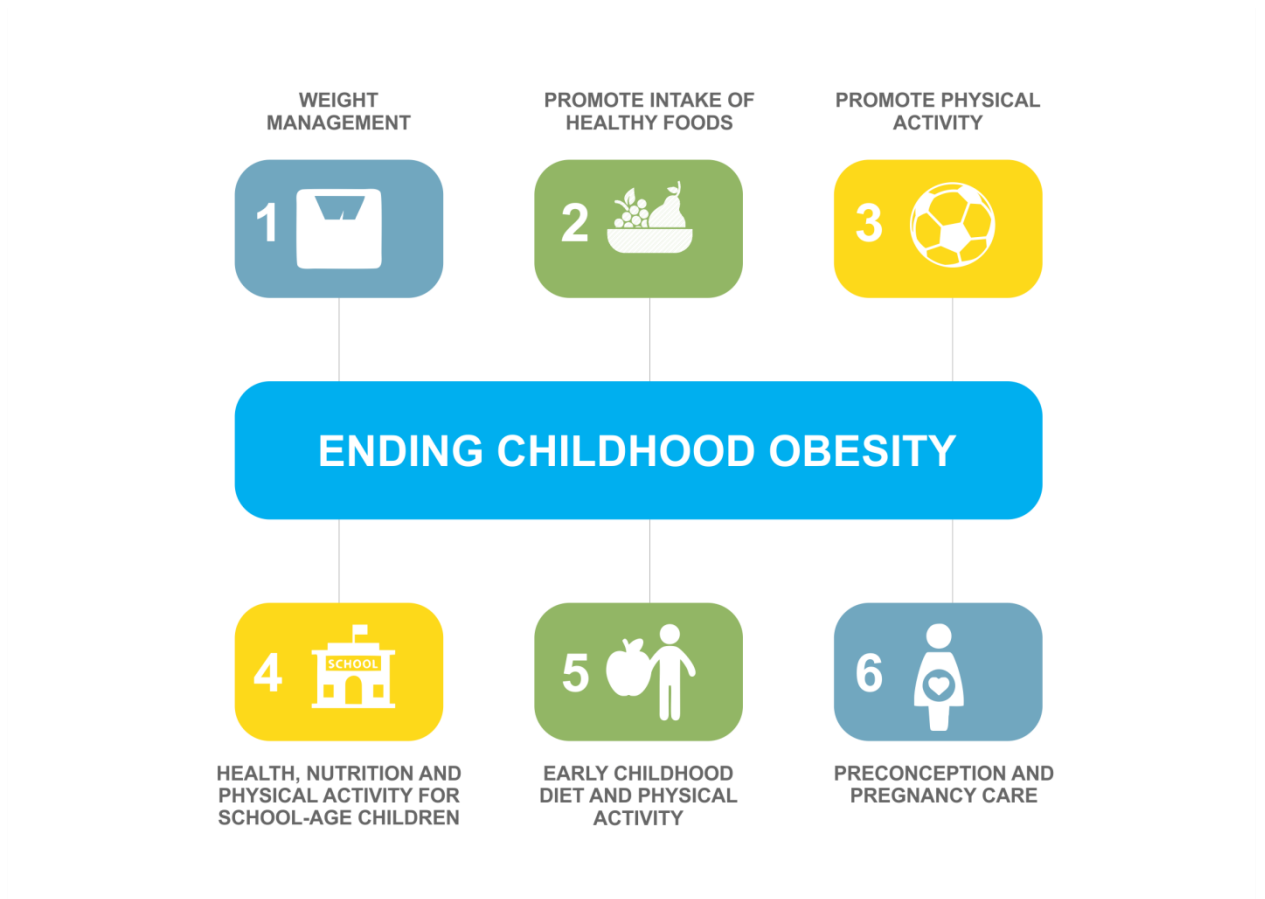 WEIGHT
MANAGEMENT
PROMOTE INTAKE OF
HEALTHY FOODS
PROMOTE PHYSICAL
ACTIVITY
1
2
3
ENDING CHILDHOOD OBESITY
4
SCHOOL
5
6
HEALTH, NUTRITION AND
PHYSICAL ACTIVITY FOR
SCHOOL-AGE CHILDREN
EARLY CHILDHOOD
DIET AND PHYSICAL
ACTIVITY
PRECONCEPTION AND
PREGNANCY CARE